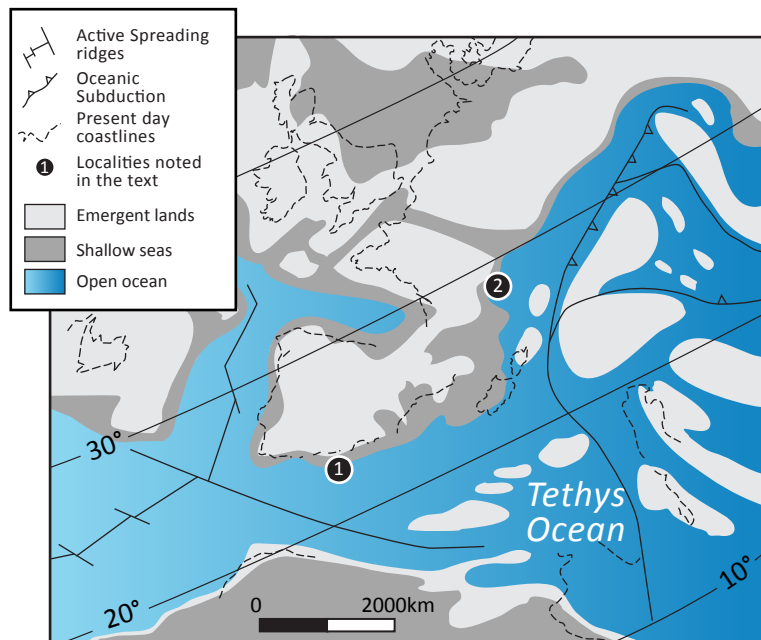 Active Spreading
ridges
Oceanic
Subduction
Present day
coastlines
1 Localities noted
in the text
Emergent lands
Shallow seas
Open ocean
2
1
30°
Tethys
Ocean
20°
10°
0 2000km